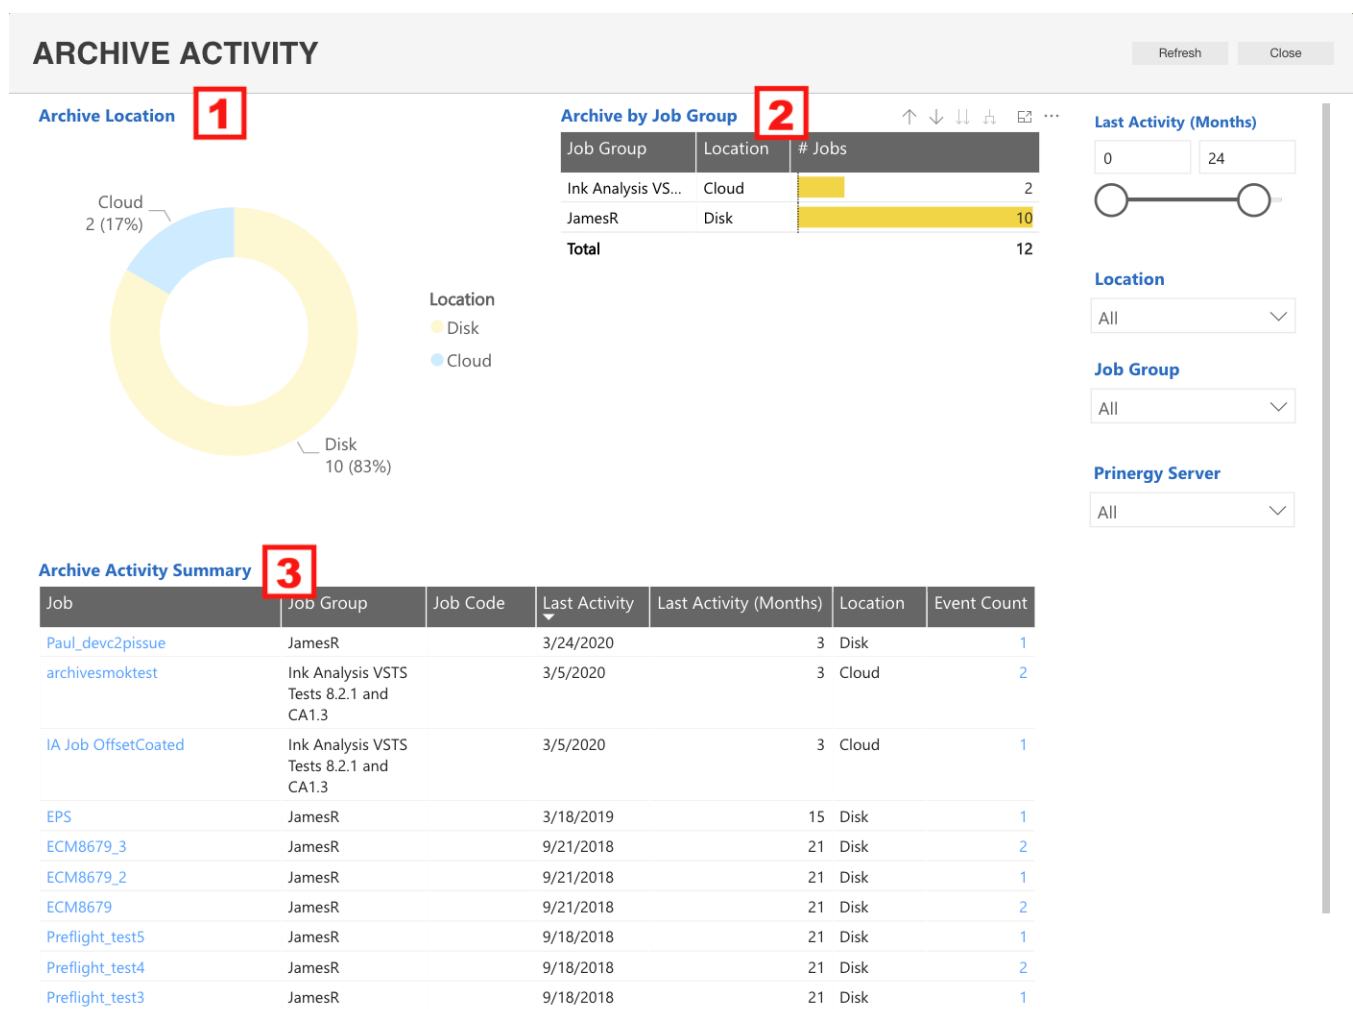 ARCHIVE ACTIVITY
Refresh
Close
Archive Location
1
Archive by Job Group
2
Last Activity (Months)
0
24
Job Group Location # Jobs
Ink Analysis VS... Cloud 2
JamesR Disk 10
Total 12
Cloud
2 (17%)
Location
Disk
Cloud
Disk
10 (83%)
Location
All
Job Group
All
Prinergy Server
All
Archive Activity Summary
3
Job Job Group Job Code Last Activity Last Activity (Months) Location Event Count
Paul_devc2pissue JamesR 3/24/2020 3 Disk 1
archivesmoktest Ink Analysis VSTS 3/5/2020 3 Cloud 2
Tests 8.2.1 and
CA1.3
IA Job OffsetCoated Ink Analysis VSTS 3/5/2020 3 Cloud 1
Tests 8.2.1 and
CA1.3
EPS JamesR 3/18/2019 15 Disk 1
ECM8679_3 JamesR 9/21/2018 21 Disk 2
ECM8679_2 JamesR 9/21/2018 21 Disk 1
ECM8679 JamesR 9/21/2018 21 Disk 2
Preflight_test5 JamesR 9/18/2018 21 Disk 1
Preflight_test4 JamesR 9/18/2018 21 Disk 2
Preflight_test3 JamesR 9/18/2018 21 Disk 1